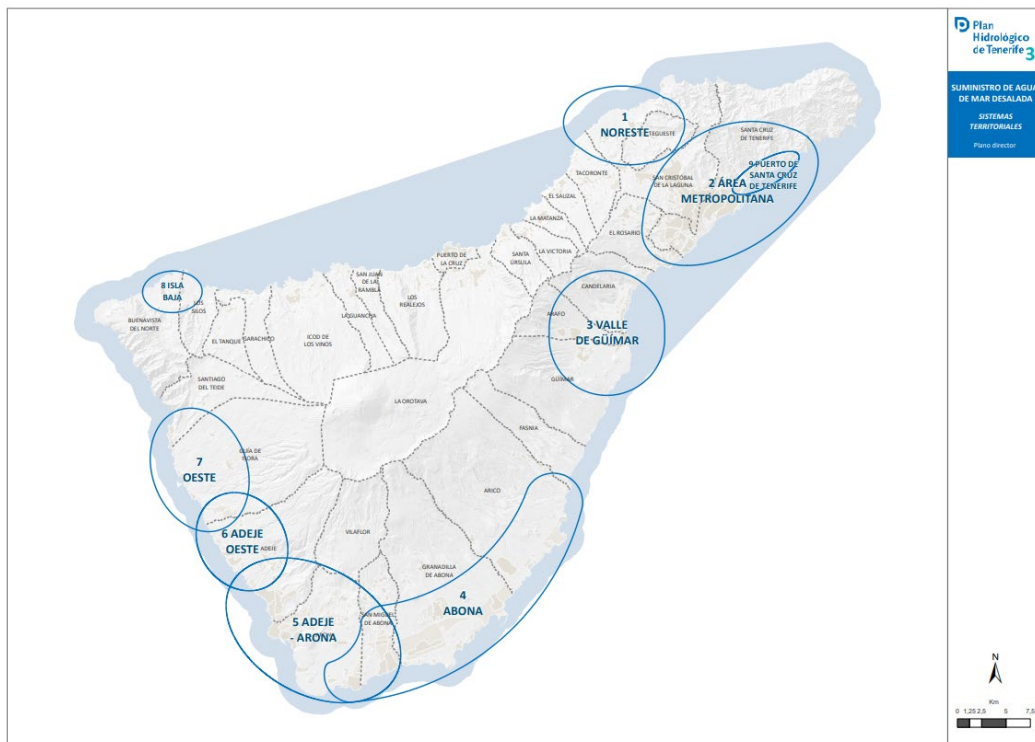 Plan
Hidrológico
de Tenerife 3
SUMINISTRO DE AGUA
DE MAR DESALADA
SISTEMAS
TERRITORIALES
Plano director
1
NORESTE
TEGUESTE
SANTA CRUZ
DE TENERIFE
9 PUERTO DE
SANTA CRUZ
DE TENERIFE
TACORONTE
SAN CRISTÓBAL
DE LA LAGUNA
2 ÁREA
METROPOLITANA
EL SAUZAL
LA MATANZA
EL ROSARIO
LA VICTORIA
SANTA
ÚRSULA
PUERTO DE
LA CRUZ
SAN JUAN
DE LA
RAMBLA
LOS
REALEJOS
LA GUANCHA
ICOD DE
LOS VINOS
GARACHICO
EL TANQUE
LOS
SILOS
8 ISLA
BAJA
BUENAVISTA
DEL NORTE
SANTIAGO
DEL TEIDE
CANDELARIA
ARAFO
3 VALLE
DE GÜÍMAR
GÜÍMAR
LA OROTAVA
FASNIA
GUÍA DE
ISORA
7
OESTE
ARICO
6 ADEJE
OESTE
ADEJE
VILAFLOR
GRANADILLA
DE ABONA
4
ABONA
SAN MIGUEL
DE ABONA
5 ADEJE
- ARONA
N
Km
0 1,25 2,5 5 7,5